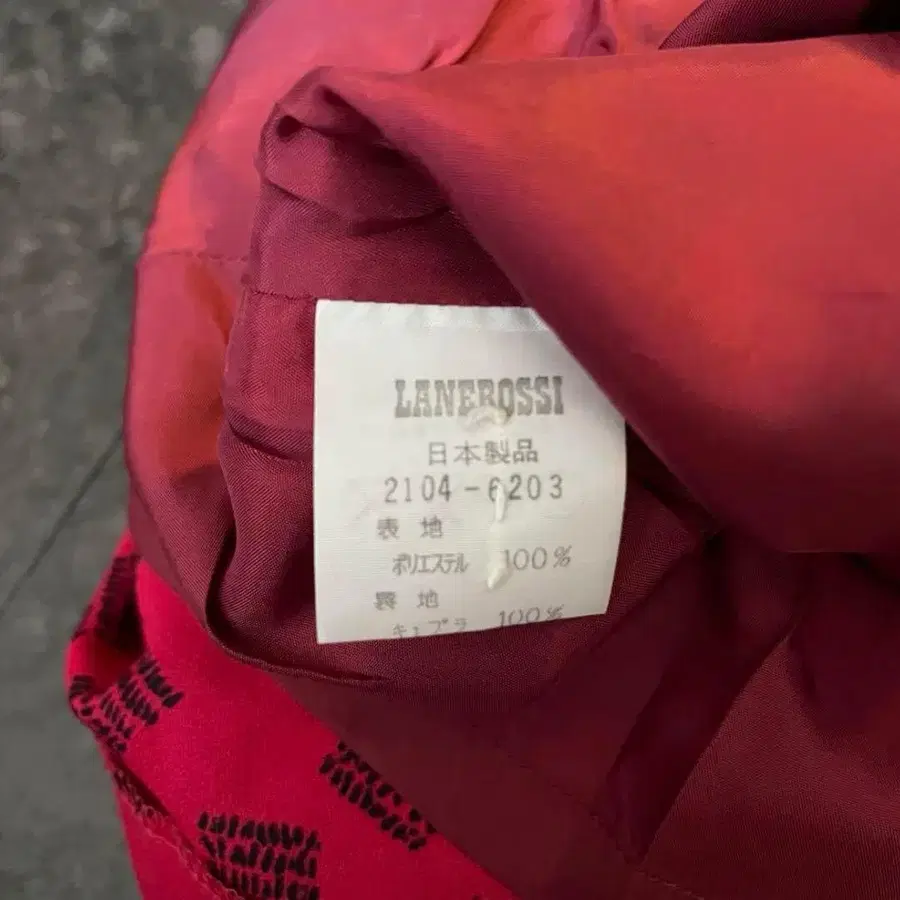 LANEROSSI
日本製品
2104-6203
表地
ポリエステル 100%
裏地
キュプラ 100%